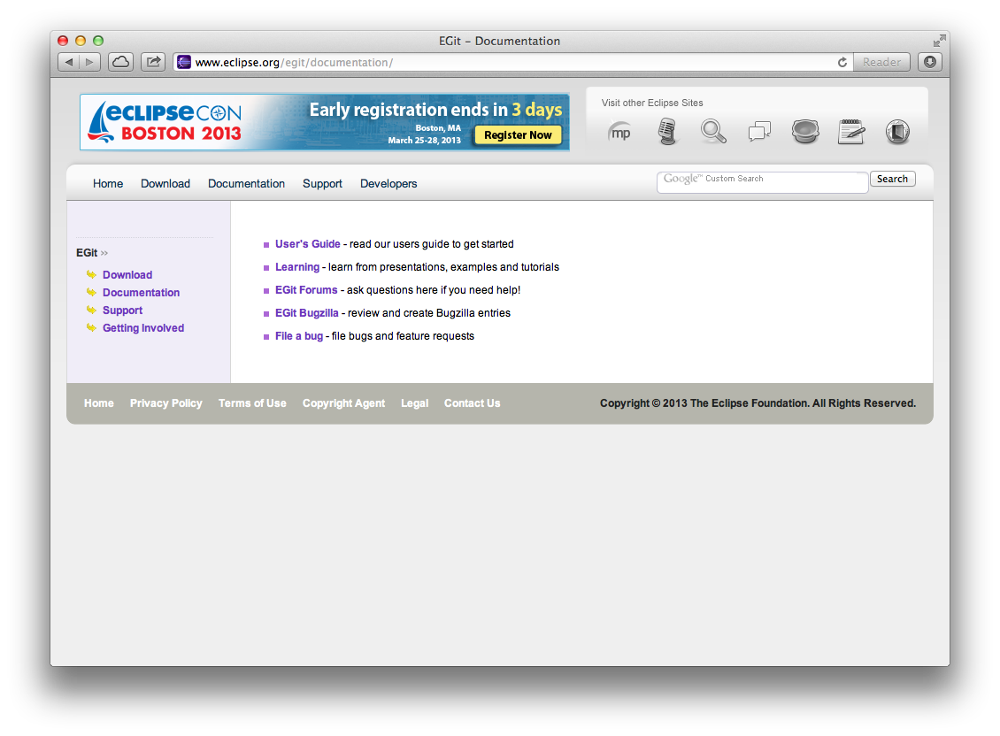 EGit – Documentation
www.eclipse.org/egit/documentation/
Reader
eclipse CON
BOSTON 2013
Early registration ends in 3 days
Boston, MA
March 25-28, 2013
Register Now
Visit other Eclipse Sites
mp
Home Download Documentation Support Developers
Google™ Custom Search
Search
EGit »
Download
Documentation
Support
Getting Involved
User's Guide - read our users guide to get started
Learning - learn from presentations, examples and tutorials
EGit Forums - ask questions here if you need help!
EGit Bugzilla - review and create Bugzilla entries
File a bug - file bugs and feature requests
Home Privacy Policy Terms of Use Copyright Agent Legal Contact Us
Copyright © 2013 The Eclipse Foundation. All Rights Reserved.